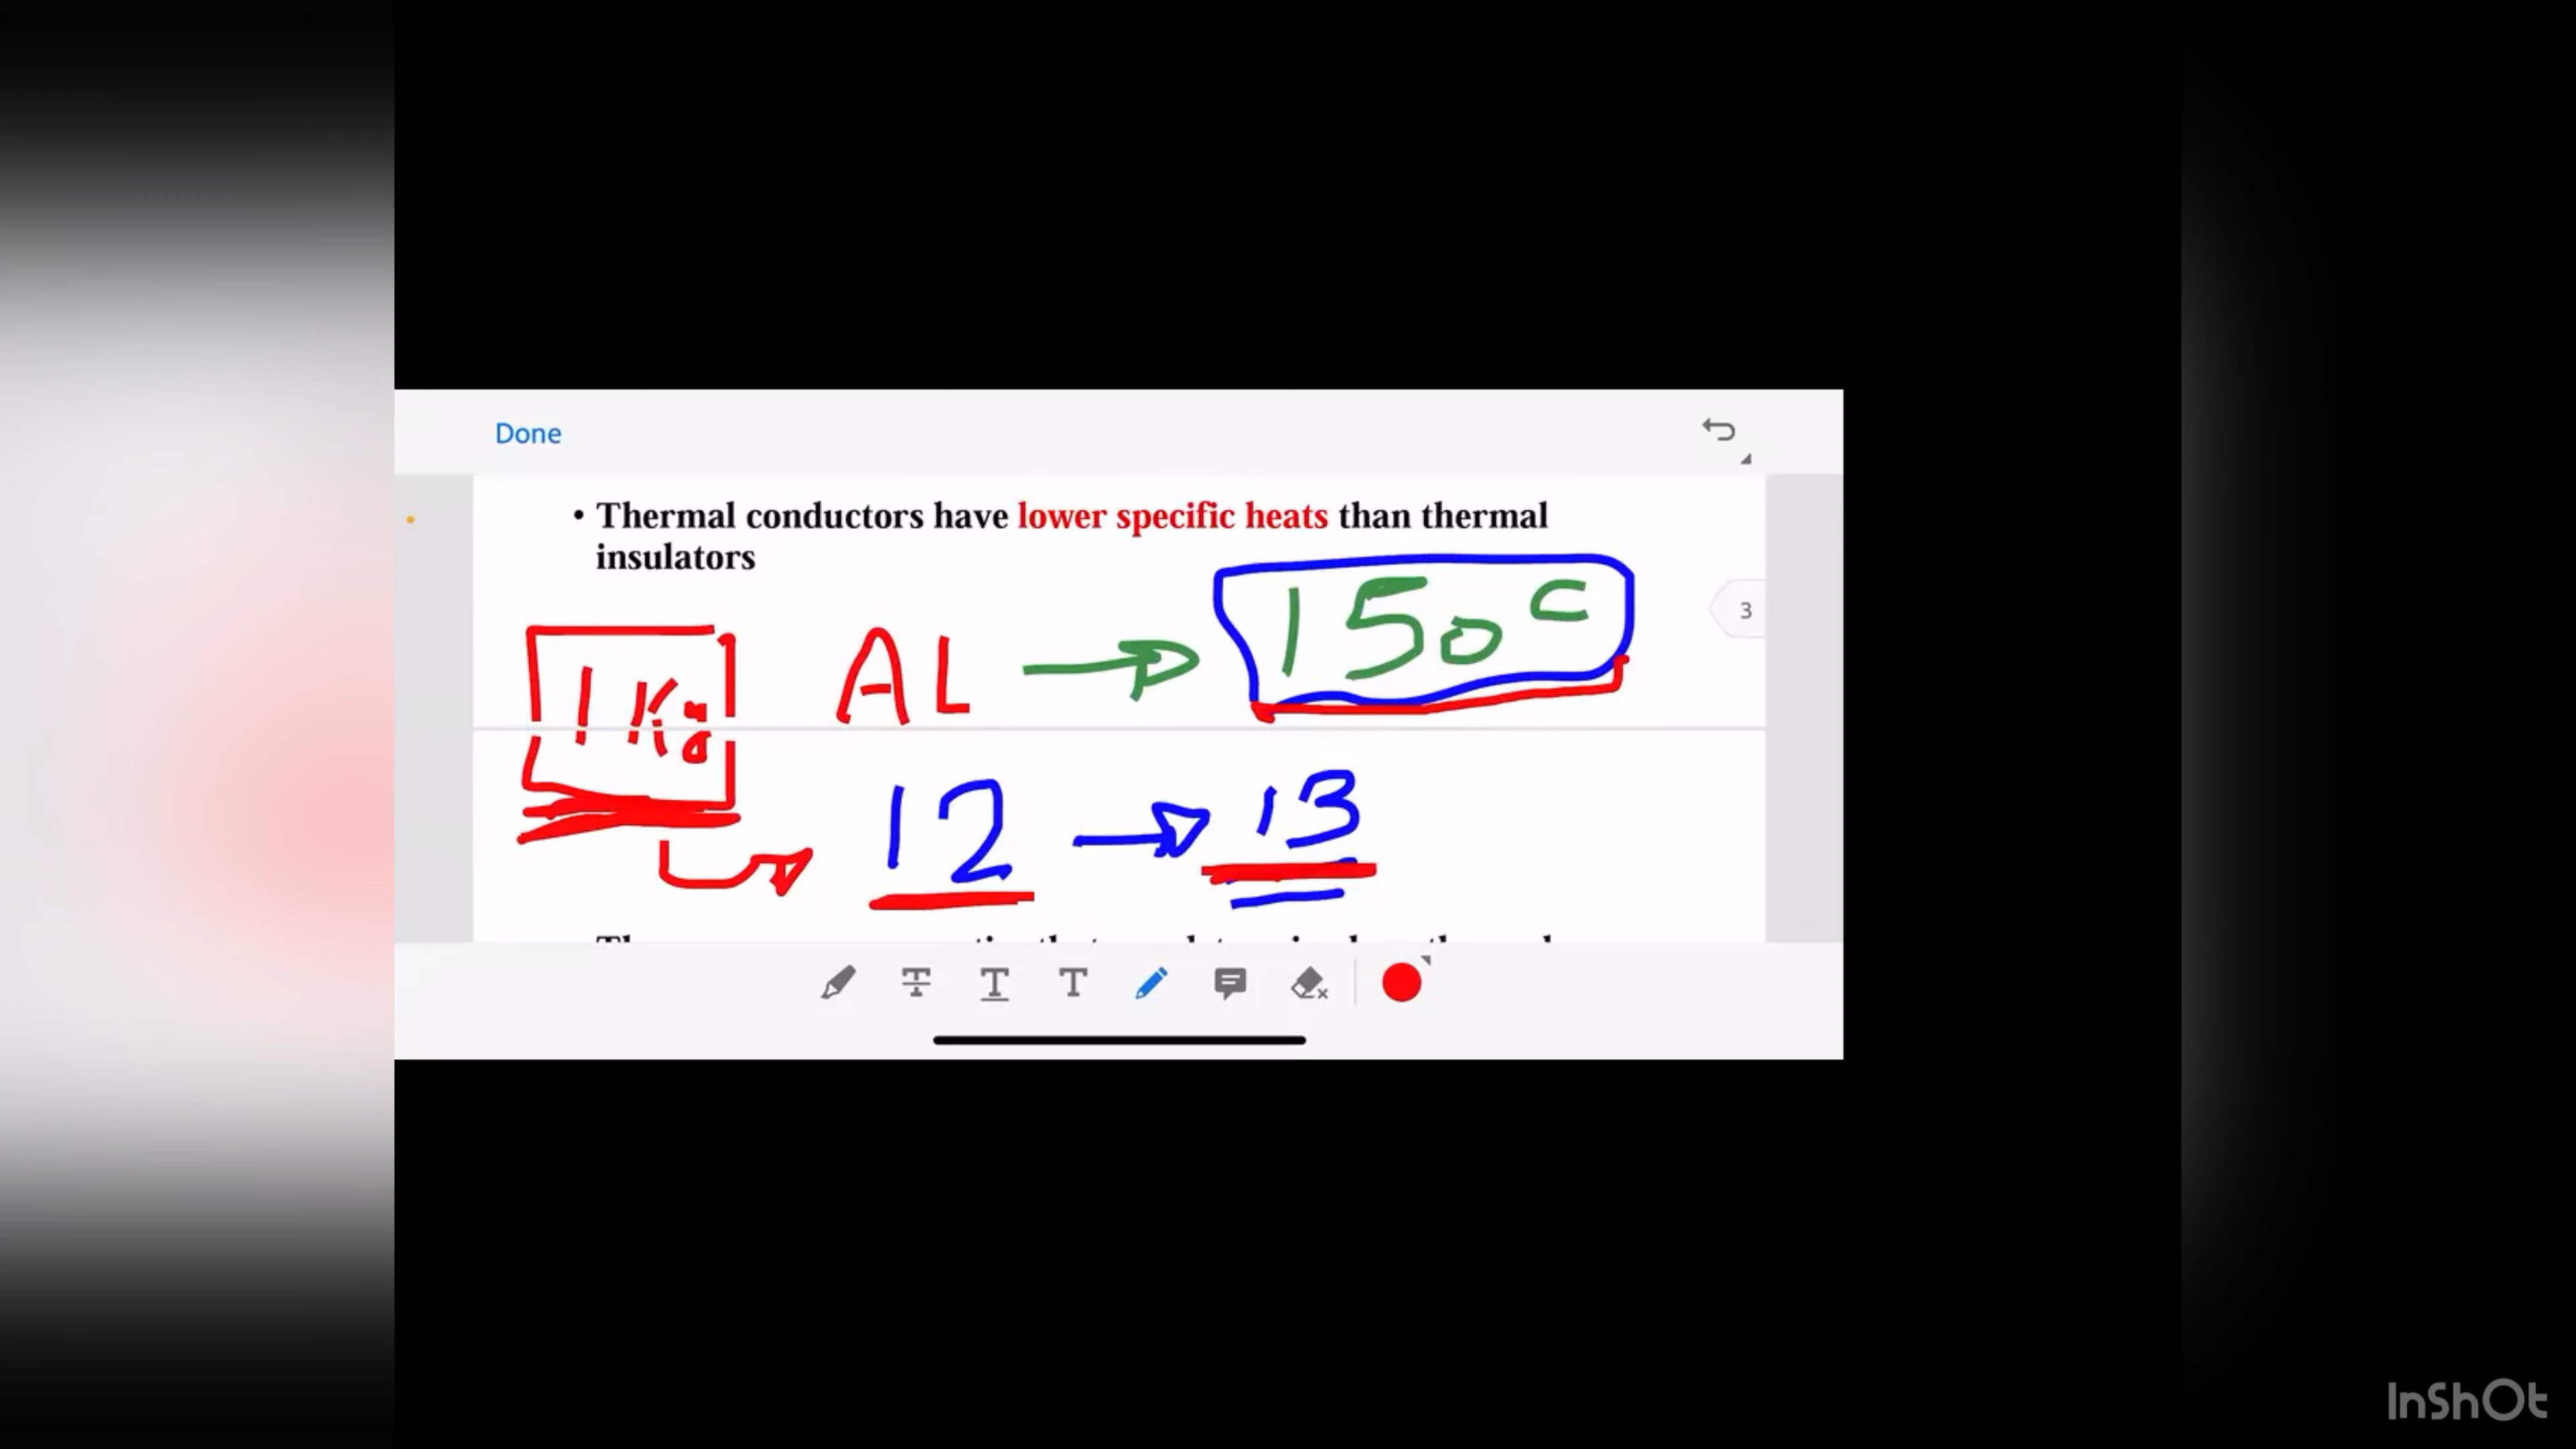 Done
• Thermal conductors have lower specific heats than thermal
insulators
3
1 Kg AL → 150 c
12 → 13
InShOt